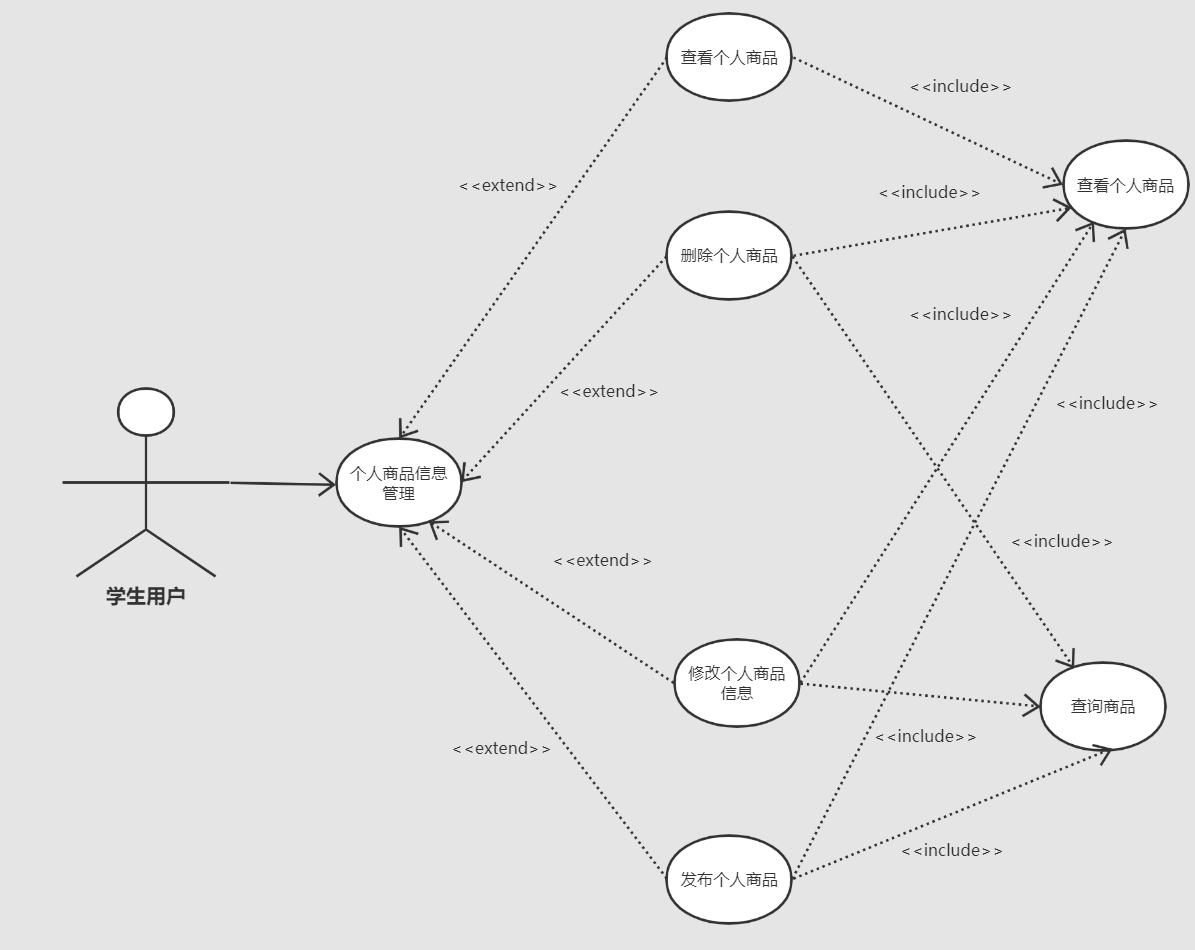 查看个人商品
<<include>>
查看个人商品
<<extend>>
<<include>>
删除个人商品
<<include>>
<<extend>>
<<include>>
个人商品信息
管理
<<include>>
<<extend>>
学生用户
修改个人商品
信息
查询商品
<<include>>
<<extend>>
<<include>>
发布个人商品